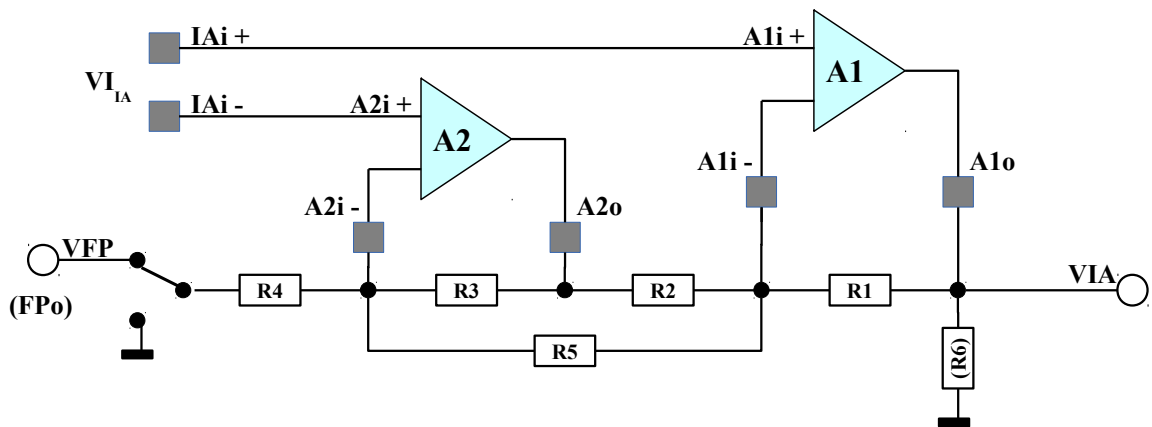 IAi +
A1i +
A1
VI IA
IAi -
A2i +
A2
A1i -
A1o
A2i -
A2o
VFP
(FPo)
R4
R3
R2
R1
VIA
R5
(R6)